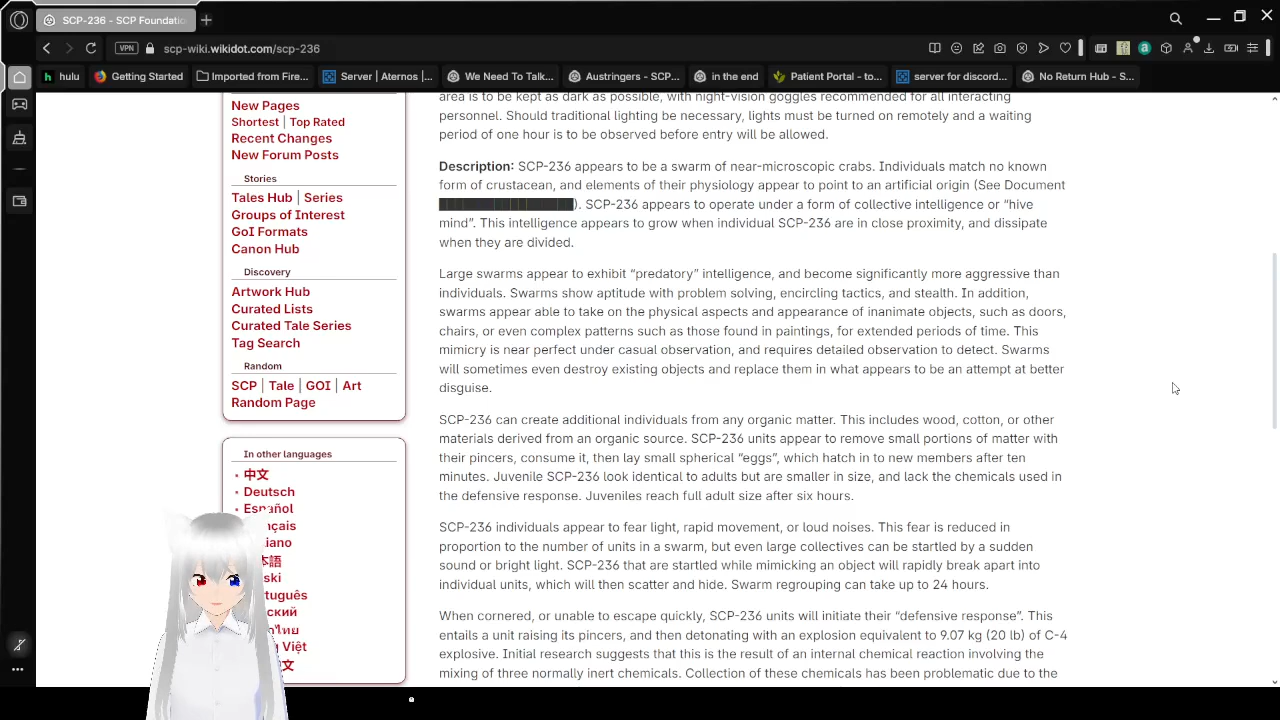 SCP-236 - SCP Foundatio
VPN
scp-wiki.wikidot.com/scp-236
hulu
Getting Started
Imported from Fire...
Server | Aternos |...
We Need To Talk...
Austringers - SCP...
in the end
Patient Portal - to...
server for discord...
No Return Hub - S...
New Pages
Shortest | Top Rated
Recent Changes
New Forum Posts
Stories
Tales Hub | Series
Groups of Interest
GoI Formats
Canon Hub
Discovery
Artwork Hub
Curated Lists
Curated Tale Series
Tag Search
Random
SCP | Tale | GOI | Art
Random Page
In other languages
中文
Deutsch
Español
area is to be kept as dark as possible, with night-vision goggles recommended for all interacting
personnel. Should traditional lighting be necessary, lights must be turned on remotely and a waiting
period of one hour is to be observed before entry will be allowed.
Description: SCP-236 appears to be a swarm of near-microscopic crabs. Individuals match no known
form of crustacean, and elements of their physiology appear to point to an artificial origin (See Document
██████████████). SCP-236 appears to operate under a form of collective intelligence or “hive
mind”. This intelligence appears to grow when individual SCP-236 are in close proximity, and dissipate
when they are divided.
Large swarms appear to exhibit “predatory” intelligence, and become significantly more aggressive than
individuals. Swarms show aptitude with problem solving, encircling tactics, and stealth. In addition,
swarms appear able to take on the physical aspects and appearance of inanimate objects, such as doors,
chairs, or even complex patterns such as those found in paintings, for extended periods of time. This
mimicry is near perfect under casual observation, and requires detailed observation to detect. Swarms
will sometimes even destroy existing objects and replace them in what appears to be an attempt at better
disguise.
SCP-236 can create additional individuals from any organic matter. This includes wood, cotton, or other
materials derived from an organic source. SCP-236 units appear to remove small portions of matter with
their pincers, consume it, then lay small spherical “eggs”, which hatch in to new members after ten
minutes. Juvenile SCP-236 look identical to adults but are smaller in size, and lack the chemicals used in
the defensive response. Juveniles reach full adult size after six hours.
SCP-236 individuals appear to fear light, rapid movement, or loud noises. This fear is reduced in
proportion to the number of units in a swarm, but even large collectives can be startled by a sudden
sound or bright light. SCP-236 that are startled while mimicking an object will rapidly break apart into
individual units, which will then scatter and hide. Swarm regrouping can take up to 24 hours.
When cornered, or unable to escape quickly, SCP-236 units will initiate their “defensive response”. This
entails a unit raising its pincers, and then detonating with an explosion equivalent to 9.07 kg (20 lb) of C-4
explosive. Initial research suggests that this is the result of an internal chemical reaction involving the
mixing of three normally inert chemicals. Collection of these chemicals has been problematic due to the